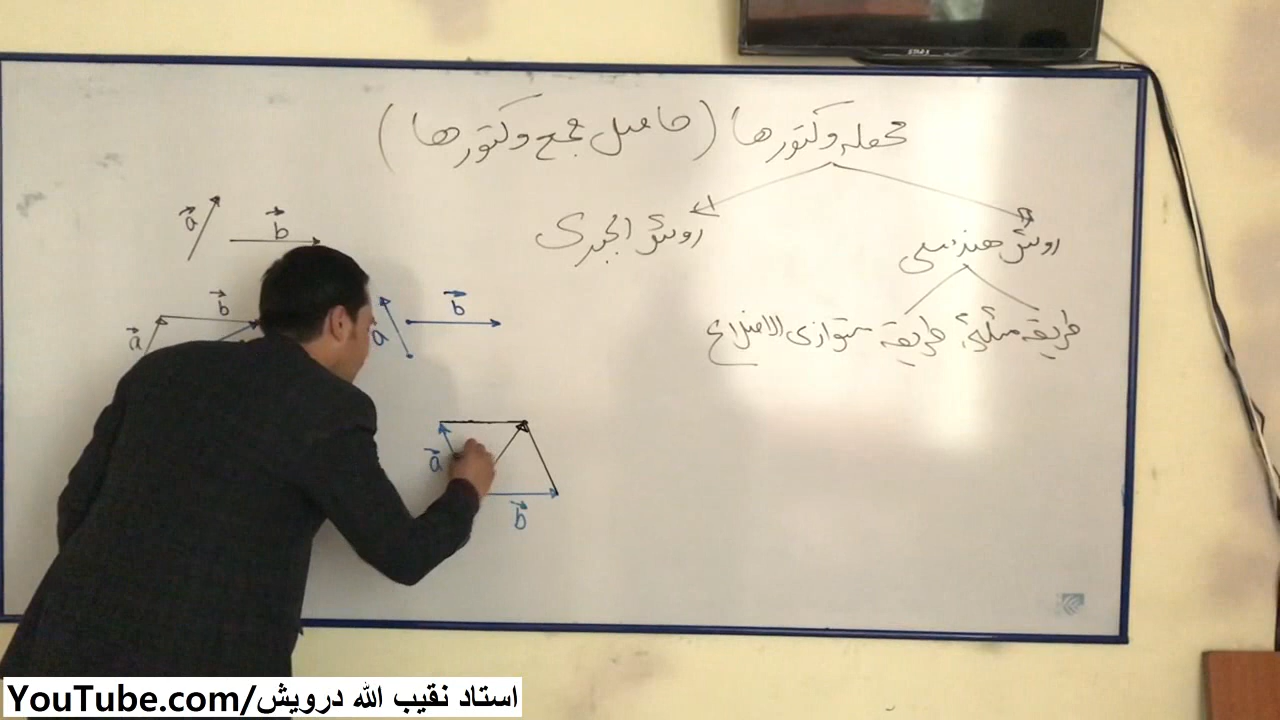 محصله وکتورها (حاصل جمع وکتورها)
روش هندسی
روش الجبری
طریقه مثلث
طریقه متوازی الاضلاع
a b
a b
a b
a
b
YouTube.com/استاد نقیب الله درویش